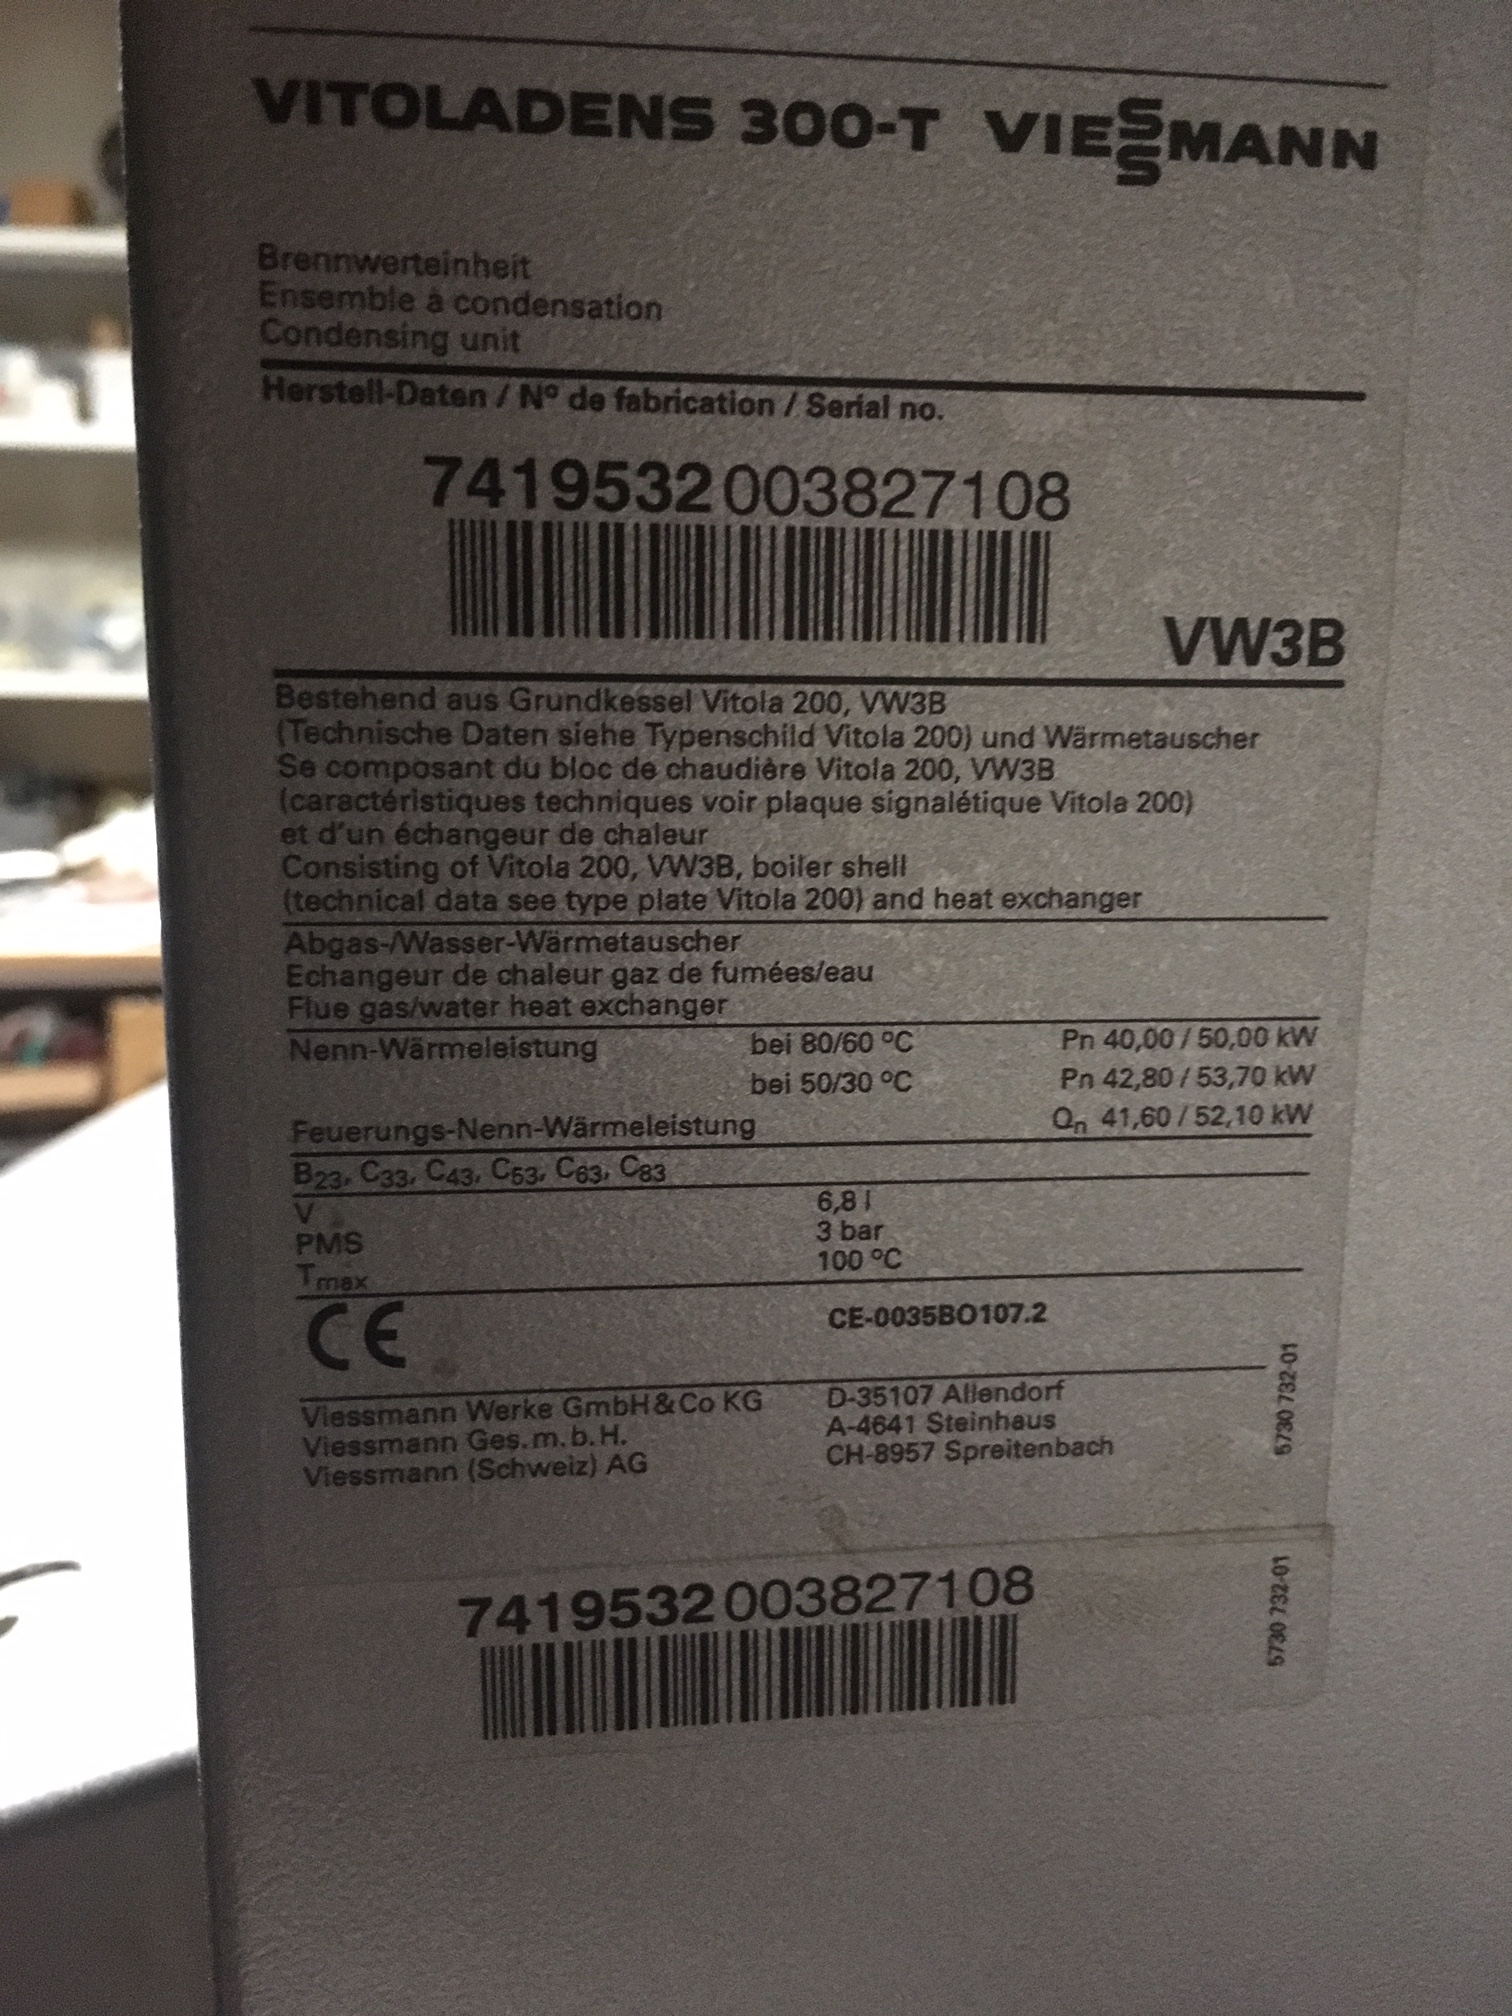 VITOLADENS 300-T VIESSMANN
Brennwerteinheit
Ensemble à condensation
Condensing unit
Herstell-Daten / Nº de fabrication / Serial no.
7419532003827108
VW3B
Bestehend aus Grundkessel Vitola 200, VW3B
(Technische Daten siehe Typenschild Vitola 200) und Wärmetauscher
Se composant du bloc de chaudière Vitola 200, VW3B
(caractéristiques techniques voir plaque signalétique Vitola 200)
et d'un échangeur de chaleur
Consisting of Vitola 200, VW3B, boiler shell
(technical data see type plate Vitola 200) and heat exchanger
Abgas-/Wasser-Wärmetauscher
Echangeur de chaleur gaz de fumées/eau
Flue gas/water heat exchanger
Nenn-Wärmeleistung bei 80/60 ºC Pn 40,00 / 50,00 kW
bei 50/30 ºC Pn 42,80 / 53,70 kW
Feuerungs-Nenn-Wärmeleistung Qn 41,60 / 52,10 kW
B23, C33, C43, C53, C63, C83
V 6,8 l
PMS 3 bar
Tmax 100 ºC
CE CE-0035BO107.2
Viessmann Werke GmbH&Co KG D-35107 Allendorf
Viessmann Ges.m.b.H. A-4641 Steinhaus
Viessmann (Schweiz) AG CH-8957 Spreitenbach
5730 732-01
7419532003827108
5730 732-01